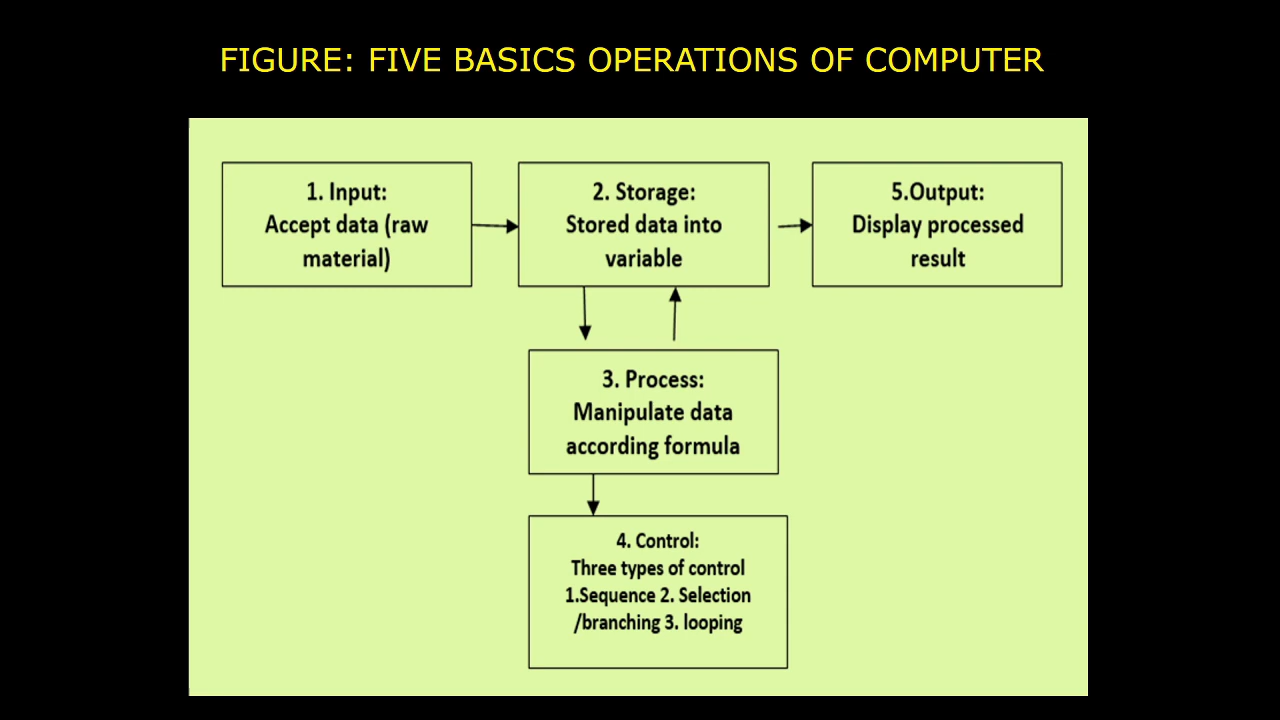 FIGURE: FIVE BASICS OPERATIONS OF COMPUTER
1. Input:
Accept data (raw
material)
2. Storage:
Stored data into
variable
5.Output:
Display processed
result
3. Process:
Manipulate data
according formula
4. Control:
Three types of control
1.Sequence 2. Selection
/branching 3. looping